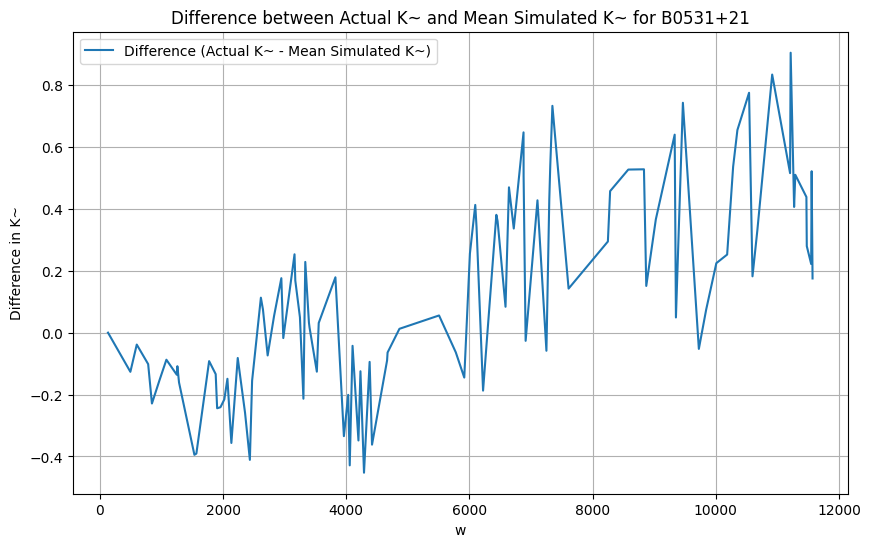 Difference between Actual K~ and Mean Simulated K~ for B0531+21
Difference (Actual K~ - Mean Simulated K~)
Difference in K~
0.8
0.6
0.4
0.2
0.0
−0.2
−0.4
0 2000 4000 6000 8000 10000 12000
w